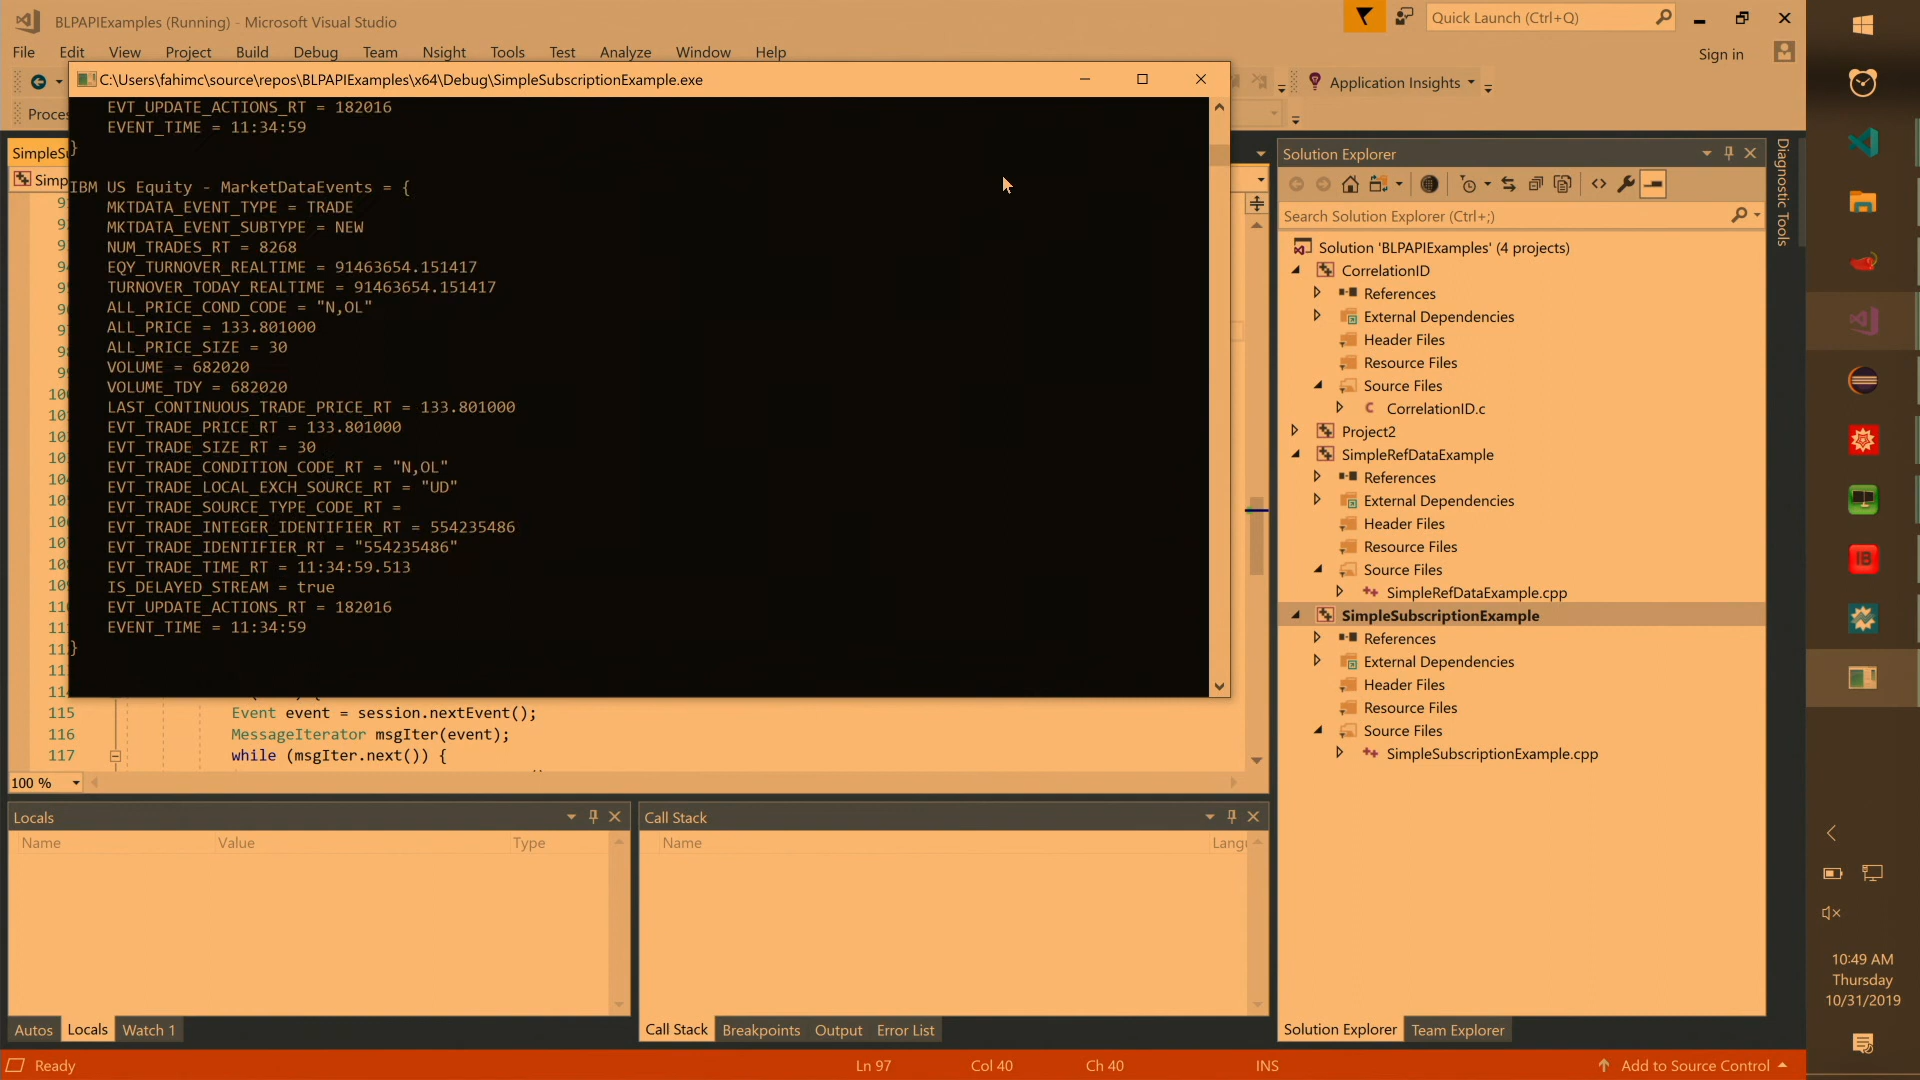 BLPAPIExamples (Running) - Microsoft Visual Studio
Quick Launch (Ctrl+Q)
File Edit View Project Build Debug Team Nsight Tools Test Analyze Window Help
Sign in
C:\Users\fahimc\source\repos\BLPAPIExamples\x64\Debug\SimpleSubscriptionExample.exe
Application Insights
EVT_UPDATE_ACTIONS_RT = 182016
EVENT_TIME = 11:34:59
}
IBM US Equity - MarketDataEvents = {
MKTDATA_EVENT_TYPE = TRADE
MKTDATA_EVENT_SUBTYPE = NEW
NUM_TRADES_RT = 8268
EQY_TURNOVER_REALTIME = 91463654.151417
TURNOVER_TODAY_REALTIME = 91463654.151417
ALL_PRICE_COND_CODE = "N,OL"
ALL_PRICE = 133.801000
ALL_PRICE_SIZE = 30
VOLUME = 682020
VOLUME_TDY = 682020
LAST_CONTINUOUS_TRADE_PRICE_RT = 133.801000
EVT_TRADE_PRICE_RT = 133.801000
EVT_TRADE_SIZE_RT = 30
EVT_TRADE_CONDITION_CODE_RT = "N,OL"
EVT_TRADE_LOCAL_EXCH_SOURCE_RT = "UD"
EVT_TRADE_SOURCE_TYPE_CODE_RT =
EVT_TRADE_INTEGER_IDENTIFIER_RT = 554235486
EVT_TRADE_IDENTIFIER_RT = "554235486"
EVT_TRADE_TIME_RT = 11:34:59.513
IS_DELAYED_STREAM = true
EVT_UPDATE_ACTIONS_RT = 182016
EVENT_TIME = 11:34:59
}
115 Event event = session.nextEvent();
116 MessageIterator msgIter(event);
117 while (msgIter.next()) {
100 %
Solution Explorer
Search Solution Explorer (Ctrl+;)
Solution 'BLPAPIExamples' (4 projects)
CorrelationID
References
External Dependencies
Header Files
Resource Files
Source Files
CorrelationID.c
Project2
SimpleRefDataExample
References
External Dependencies
Header Files
Resource Files
Source Files
SimpleRefDataExample.cpp
SimpleSubscriptionExample
References
External Dependencies
Header Files
Resource Files
Source Files
SimpleSubscriptionExample.cpp
Diagnostic Tools
Locals
Name Value Type
Autos Locals Watch 1
Call Stack
Name
Call Stack Breakpoints Output Error List
Solution Explorer Team Explorer
Ready Ln 97 Col 40 Ch 40 INS Add to Source Control
IB
10:49 AM
Thursday
10/31/2019